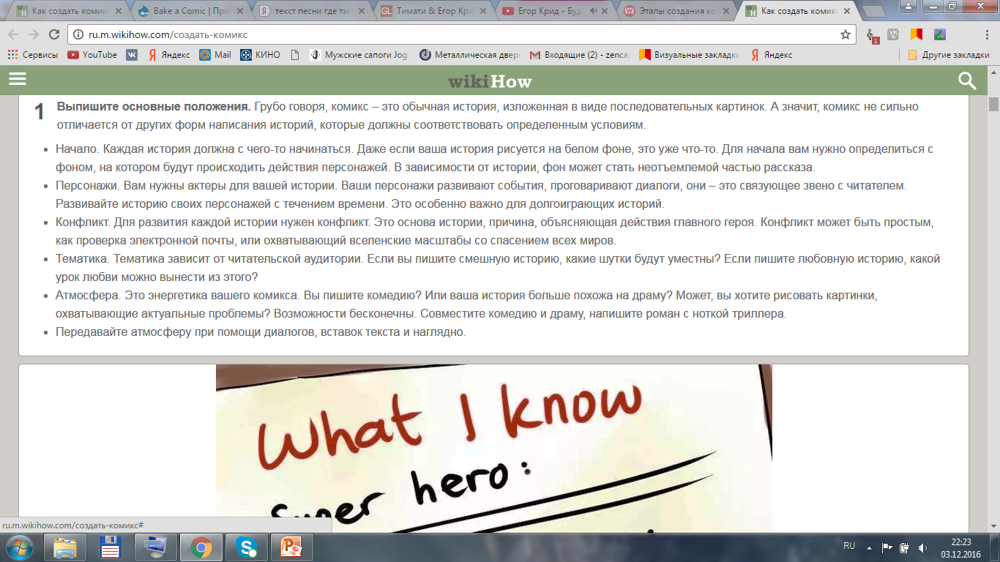 Как создать комикс
Bake a Comic | Про
текст песни где ты
Тимати & Егор Кри
Егор Крид - Буд
Этапы создания ко
Как создать комикс
ru.m.wikihow.com/создать-комикс
1
Сервисы
YouTube
Яндекс
Mail
КИНО
Мужские сапоги Jog
Металлическая двер
Входящие (2) - zenca
Визуальные закладки
Яндекс
Другие закладки
wikiHow
1 Выпишите основные положения. Грубо говоря, комикс – это обычная история, изложенная в виде последовательных картинок. А значит, комикс не сильно
отличается от других форм написания историй, которые должны соответствовать определенным условиям.
Начало. Каждая история должна с чего-то начинаться. Даже если ваша история рисуется на белом фоне, это уже что-то. Для начала вам нужно определиться с
фоном, на котором будут происходить действия персонажей. В зависимости от истории, фон может стать неотъемлемой частью рассказа.
Персонажи. Вам нужны актеры для вашей истории. Ваши персонажи развивают события, проговаривают диалоги, они – это связующее звено с читателем.
Развивайте историю своих персонажей с течением времени. Это особенно важно для долгоиграющих историй.
Конфликт. Для развития каждой истории нужен конфликт. Это основа истории, причина, объясняющая действия главного героя. Конфликт может быть простым,
как проверка электронной почты, или охватывающий вселенские масштабы со спасением всех миров.
Тематика. Тематика зависит от читательской аудитории. Если вы пишите смешную историю, какие шутки будут уместны? Если пишите любовную историю, какой
урок любви можно вынести из этого?
Атмосфера. Это энергетика вашего комикса. Вы пишите комедию? Или ваша история больше похожа на драму? Может, вы хотите рисовать картинки,
охватывающие актуальные проблемы? Возможности бесконечны. Совместите комедию и драму, напишите роман с ноткой триллера.
Передавайте атмосферу при помощи диалогов, вставок текста и наглядно.
What I know
Super hero:
ru.m.wikihow.com/создать-комикс#
RU
22:23
03.12.2016